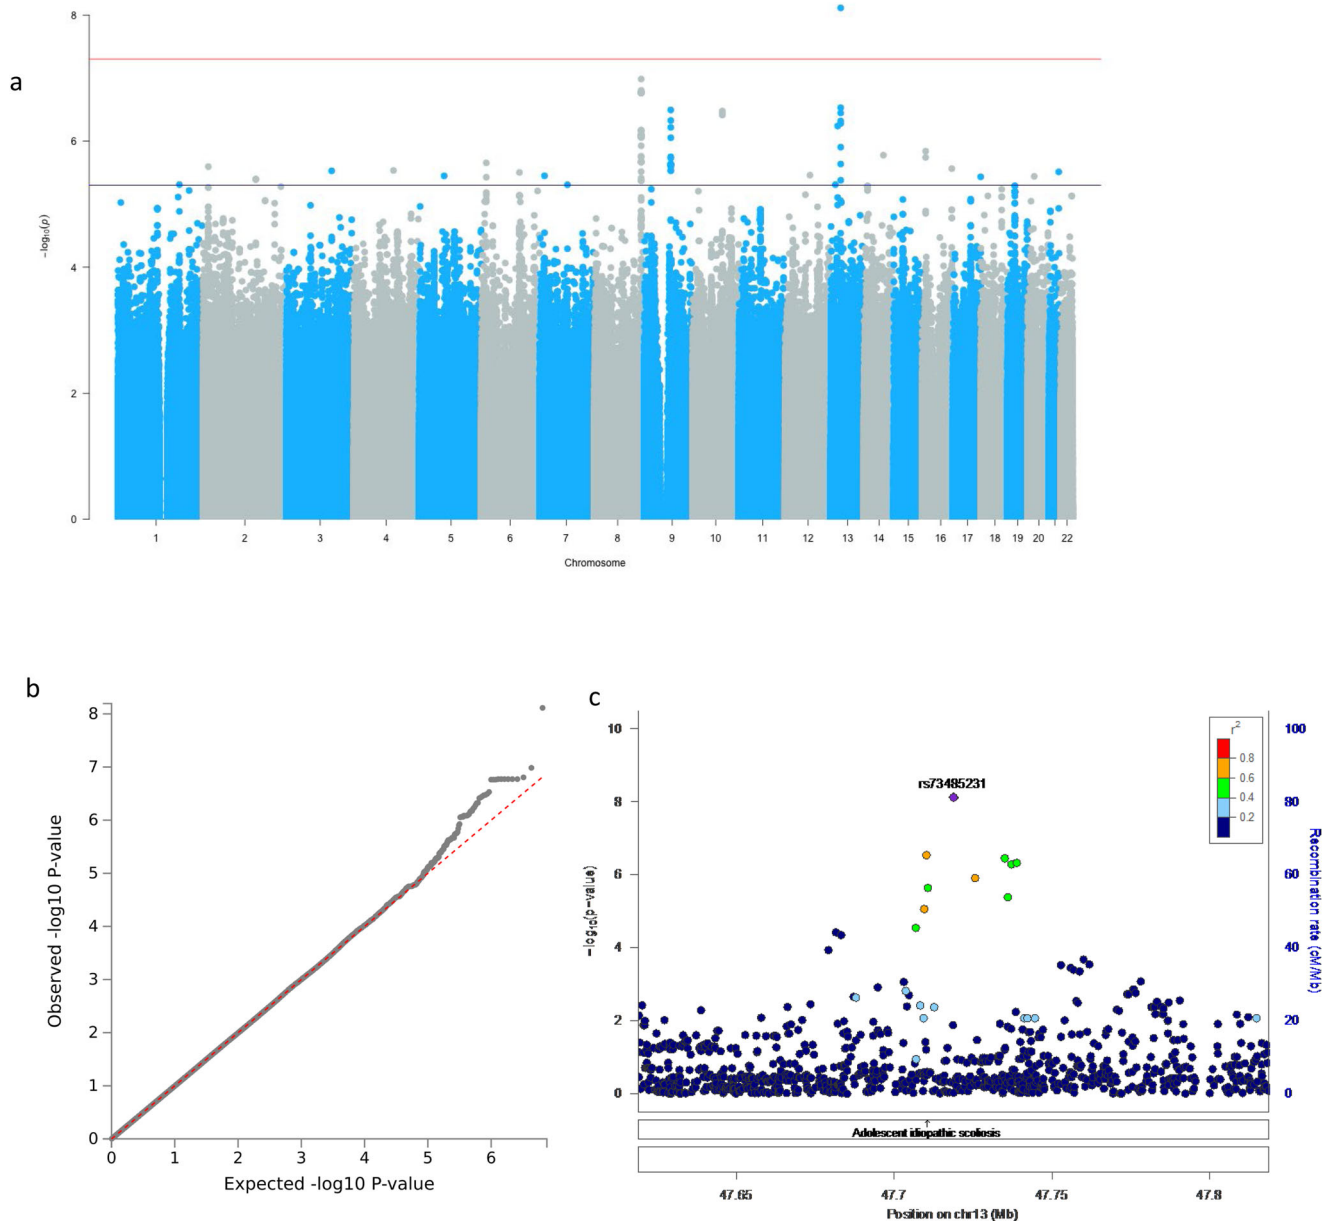 a
8
6
4
2
0
−log₁₀(p)
1 2 3 4 5 6 7 8 9 10 11 12 13 14 15 16 17 18 19 20 22
Chromosome
b
8
7
6
5
4
3
2
1
0
Observed -log10 P-value
0 1 2 3 4 5 6
Expected -log10 P-value
c
10
8
6
4
2
0
−log₁₀(p−value)
rs73485231
r²
0.8
0.6
0.4
0.2
100
80
60
40
20
0
Recombination rate (cM/Mb)
Adolescent idiopathic scoliosis
47.65 47.7 47.75 47.8
Position on chr13 (Mb)